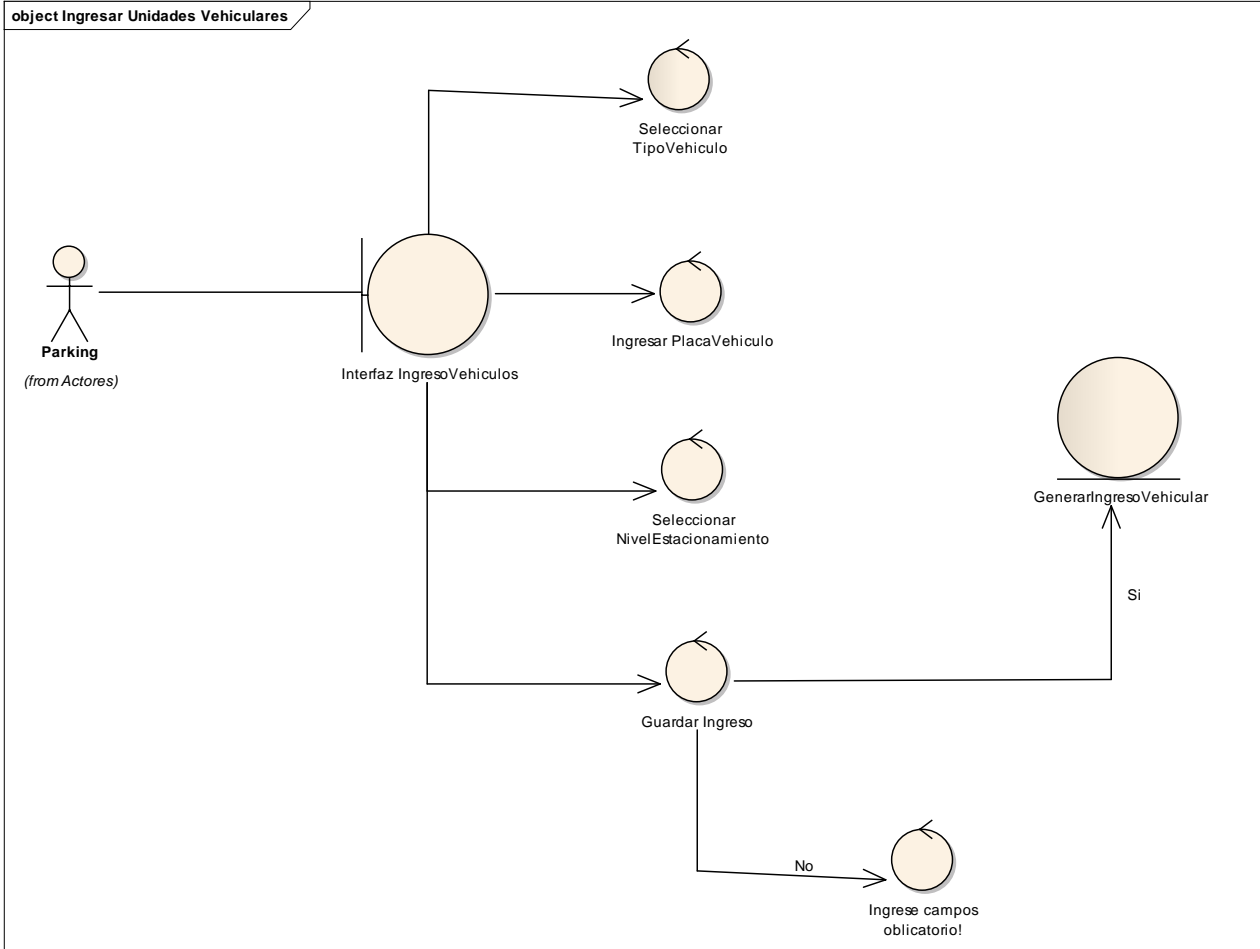 object Ingresar Unidades Vehiculares
Seleccionar
TipoVehiculo
Parking
(from Actores)
Interfaz IngresoVehiculos
Ingresar PlacaVehiculo
Seleccionar
NivelEstacionamiento
GenerarIngresoVehicular
Si
Guardar Ingreso
No
Ingrese campos
oblicatorio!